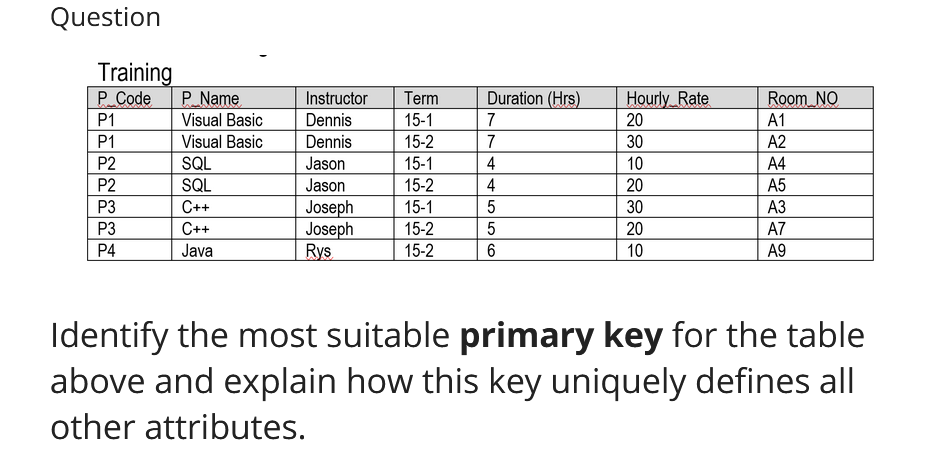 Question
Training
P_Code P_Name Instructor Term Duration (Hrs) Hourly_Rate Room_NO
P1 Visual Basic Dennis 15-1 7 20 A1
P1 Visual Basic Dennis 15-2 7 30 A2
P2 SQL Jason 15-1 4 10 A4
P2 SQL Jason 15-2 4 20 A5
P3 C++ Joseph 15-1 5 30 A3
P3 C++ Joseph 15-2 5 20 A7
P4 Java Rys 15-2 6 10 A9
Identify the most suitable primary key for the table
above and explain how this key uniquely defines all
other attributes.